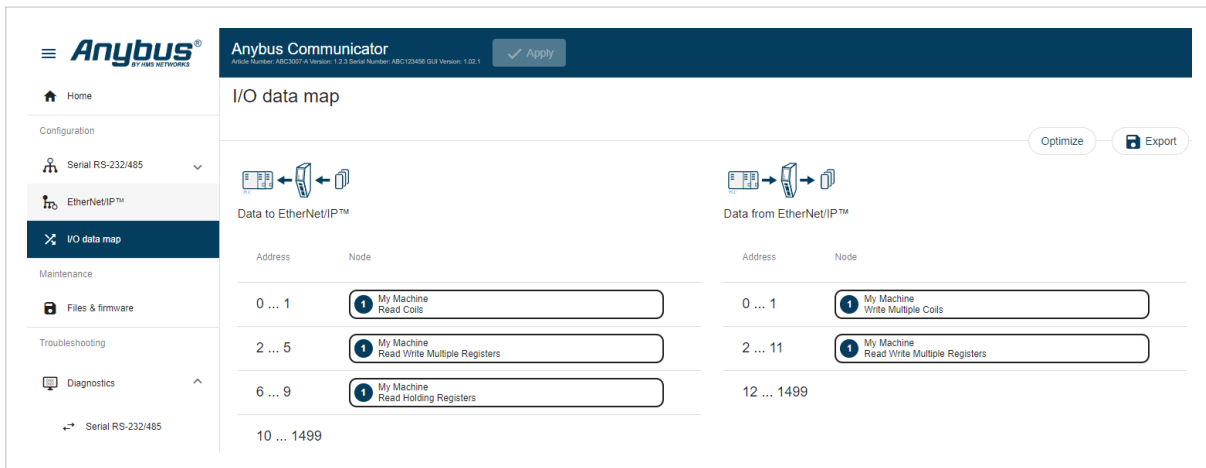 Anybus®
BY HMS NETWORKS
Anybus Communicator
Article Number: ABC3007-A Version: 1.2.3 Serial Number: ABC123456 GUI Version: 1.02.1
Apply
Home
Configuration
Serial RS-232/485
EtherNet/IP™
I/O data map
Maintenance
Files & firmware
Troubleshooting
Diagnostics
Serial RS-232/485
I/O data map
Optimize
Export
Data to EtherNet/IP™
Address Node
0 ... 1 1 My Machine
Read Coils
2 ... 5 1 My Machine
Read Write Multiple Registers
6 ... 9 1 My Machine
Read Holding Registers
10 ... 1499
Data from EtherNet/IP™
Address Node
0 ... 1 1 My Machine
Write Multiple Coils
2 ... 11 1 My Machine
Read Write Multiple Registers
12 ... 1499